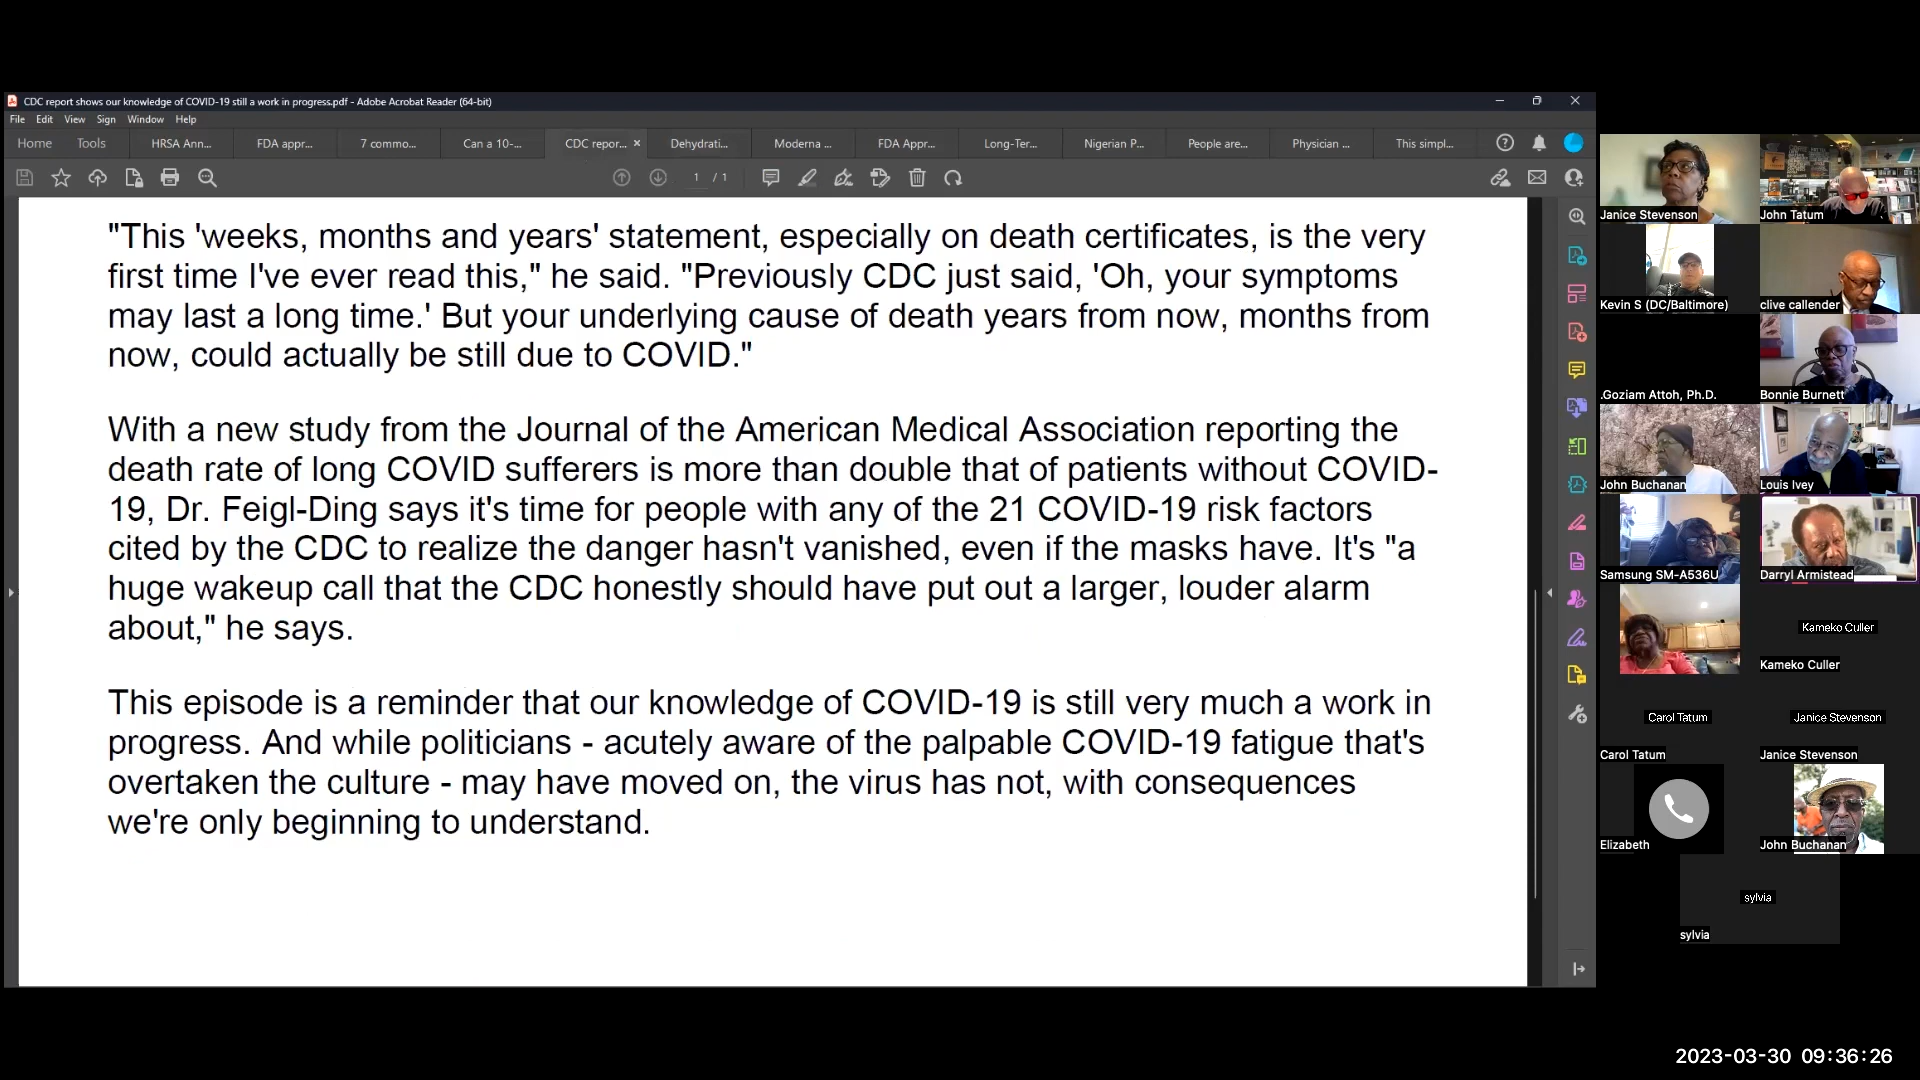 CDC report shows our knowledge of COVID-19 still a work in progress.pdf - Adobe Acrobat Reader (64-bit)
File Edit View Sign Window Help
Home Tools HRSA Ann... FDA appr... 7 commo... Can a 10-... CDC repor... × Dehydrati... Moderna ... FDA Appr... Long-Ter... Nigerian P... People are... Physician ... This simpl...
1 / 1
"This 'weeks, months and years' statement, especially on death certificates, is the very
first time I've ever read this," he said. "Previously CDC just said, 'Oh, your symptoms
may last a long time.' But your underlying cause of death years from now, months from
now, could actually be still due to COVID."
With a new study from the Journal of the American Medical Association reporting the
death rate of long COVID sufferers is more than double that of patients without COVID-
19, Dr. Feigl-Ding says it's time for people with any of the 21 COVID-19 risk factors
cited by the CDC to realize the danger hasn't vanished, even if the masks have. It's "a
huge wakeup call that the CDC honestly should have put out a larger, louder alarm
about," he says.
This episode is a reminder that our knowledge of COVID-19 is still very much a work in
progress. And while politicians - acutely aware of the palpable COVID-19 fatigue that's
overtaken the culture - may have moved on, the virus has not, with consequences
we're only beginning to understand.
Janice Stevenson
John Tatum
Kevin S (DC/Baltimore)
clive callender
.Goziam Attoh, Ph.D.
Bonnie Burnett
John Buchanan
Louis Ivey
Samsung SM-A536U
Darryl Armistead
Kameko Culler
Kameko Culler
Carol Tatum
Janice Stevenson
Carol Tatum
Janice Stevenson
Elizabeth
John Buchanan
sylvia
sylvia
2023-03-30 09:36:26